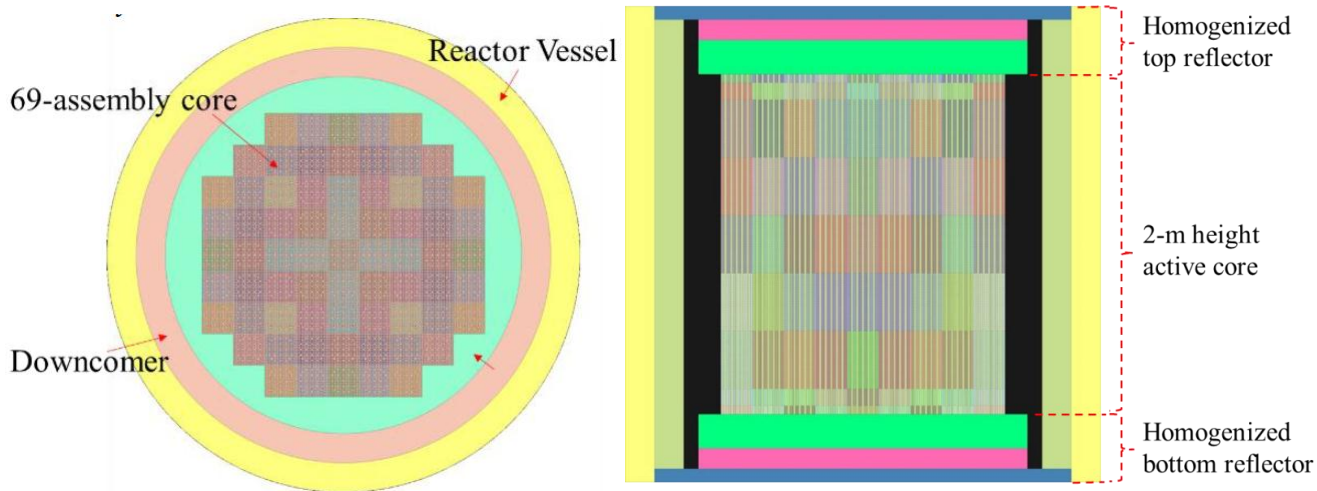 Reactor Vessel
69-assembly core
Downcomer
Homogenized
top reflector
2-m height
active core
Homogenized
bottom reflector